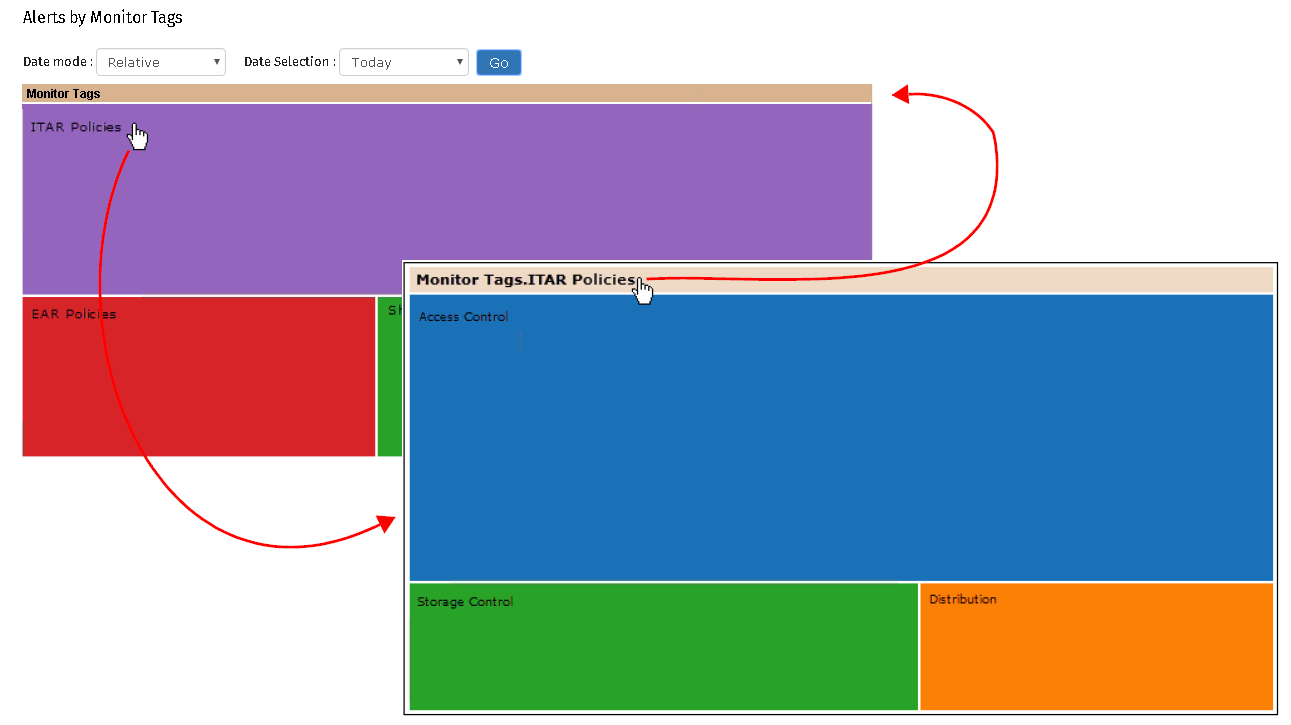 Alerts by Monitor Tags
Date mode : Relative Date Selection : Today Go
Monitor Tags
ITAR Policies
Monitor Tags.ITAR Policies
EAR Policies
Access Control
Storage Control
Distribution